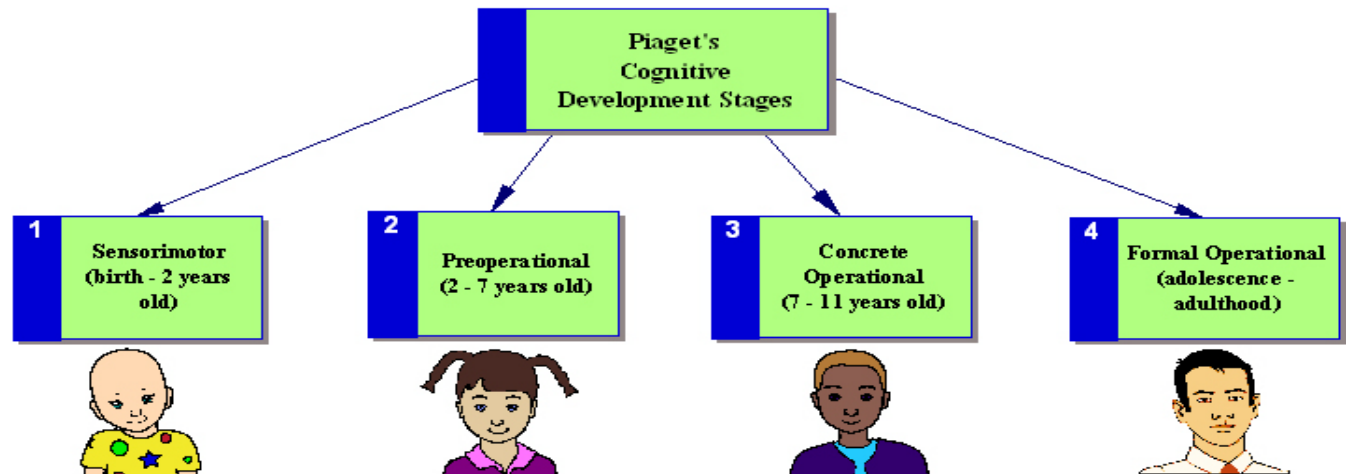 Piaget's
Cognitive
Development Stages
1
Sensorimotor
(birth - 2 years
old)
2
Preoperational
(2 - 7 years old)
3
Concrete
Operational
(7 - 11 years old)
4
Formal Operational
(adolescence -
adulthood)